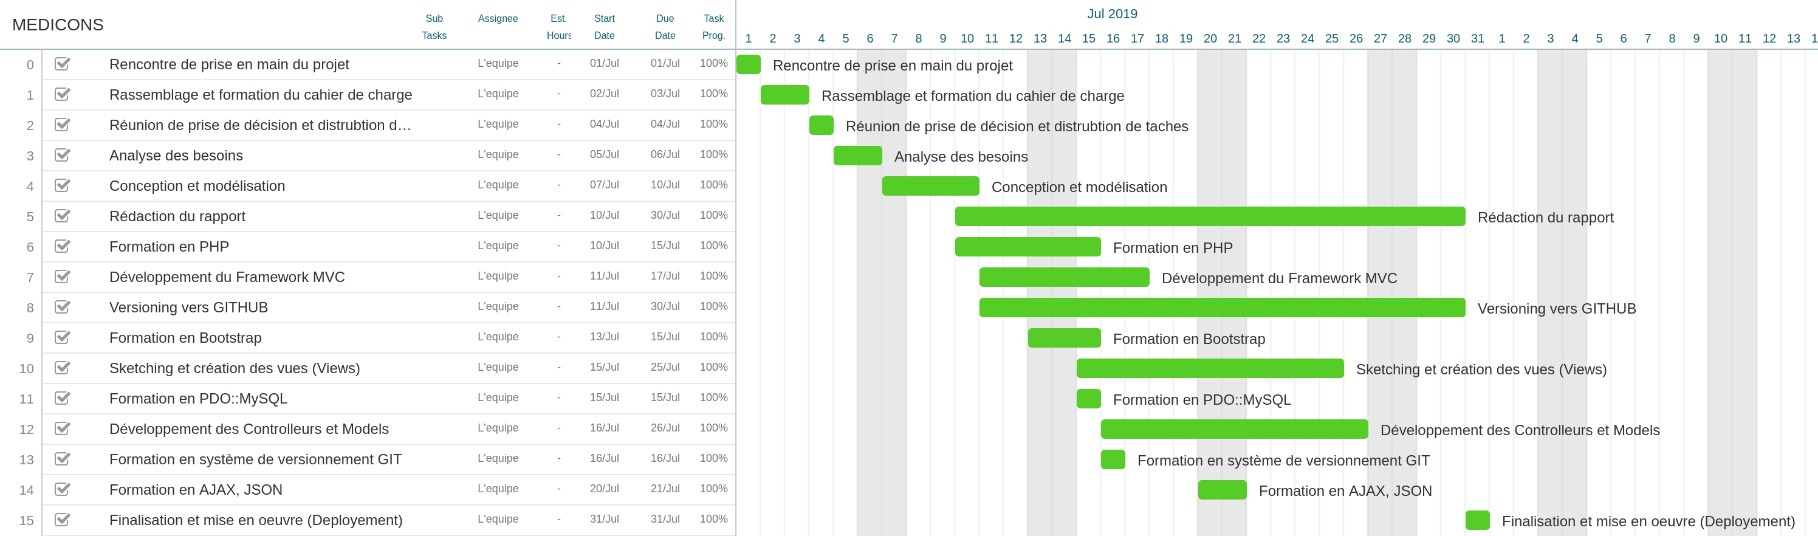 MEDICONS Sub Tasks Assignee Est. Hours Start Date Due Date Task Prog.
Jul 2019
1 2 3 4 5 6 7 8 9 10 11 12 13 14 15 16 17 18 19 20 21 22 23 24 25 26 27 28 29 30 31 1 2 3 4 5 6 7 8 9 10 11 12 13 1
0 Rencontre de prise en main du projet L'equipe - 01/Jul 01/Jul 100% Rencontre de prise en main du projet
1 Rassemblage et formation du cahier de charge L'equipe - 02/Jul 03/Jul 100% Rassemblage et formation du cahier de charge
2 Réunion de prise de décision et distrubtion d… L'equipe - 04/Jul 04/Jul 100% Réunion de prise de décision et distrubtion de taches
3 Analyse des besoins L'equipe - 05/Jul 06/Jul 100% Analyse des besoins
4 Conception et modélisation L'equipe - 07/Jul 10/Jul 100% Conception et modélisation
5 Rédaction du rapport L'equipe - 10/Jul 30/Jul 100% Rédaction du rapport
6 Formation en PHP L'equipe - 10/Jul 15/Jul 100% Formation en PHP
7 Développement du Framework MVC L'equipe - 11/Jul 17/Jul 100% Développement du Framework MVC
8 Versioning vers GITHUB L'equipe - 11/Jul 30/Jul 100% Versioning vers GITHUB
9 Formation en Bootstrap L'equipe - 13/Jul 15/Jul 100% Formation en Bootstrap
10 Sketching et création des vues (Views) L'equipe - 15/Jul 25/Jul 100% Sketching et création des vues (Views)
11 Formation en PDO::MySQL L'equipe - 15/Jul 15/Jul 100% Formation en PDO::MySQL
12 Développement des Controlleurs et Models L'equipe - 16/Jul 26/Jul 100% Développement des Controlleurs et Models
13 Formation en système de versionnement GIT L'equipe - 16/Jul 16/Jul 100% Formation en système de versionnement GIT
14 Formation en AJAX, JSON L'equipe - 20/Jul 21/Jul 100% Formation en AJAX, JSON
15 Finalisation et mise en oeuvre (Deployement) L'equipe - 31/Jul 31/Jul 100% Finalisation et mise en oeuvre (Deployement)